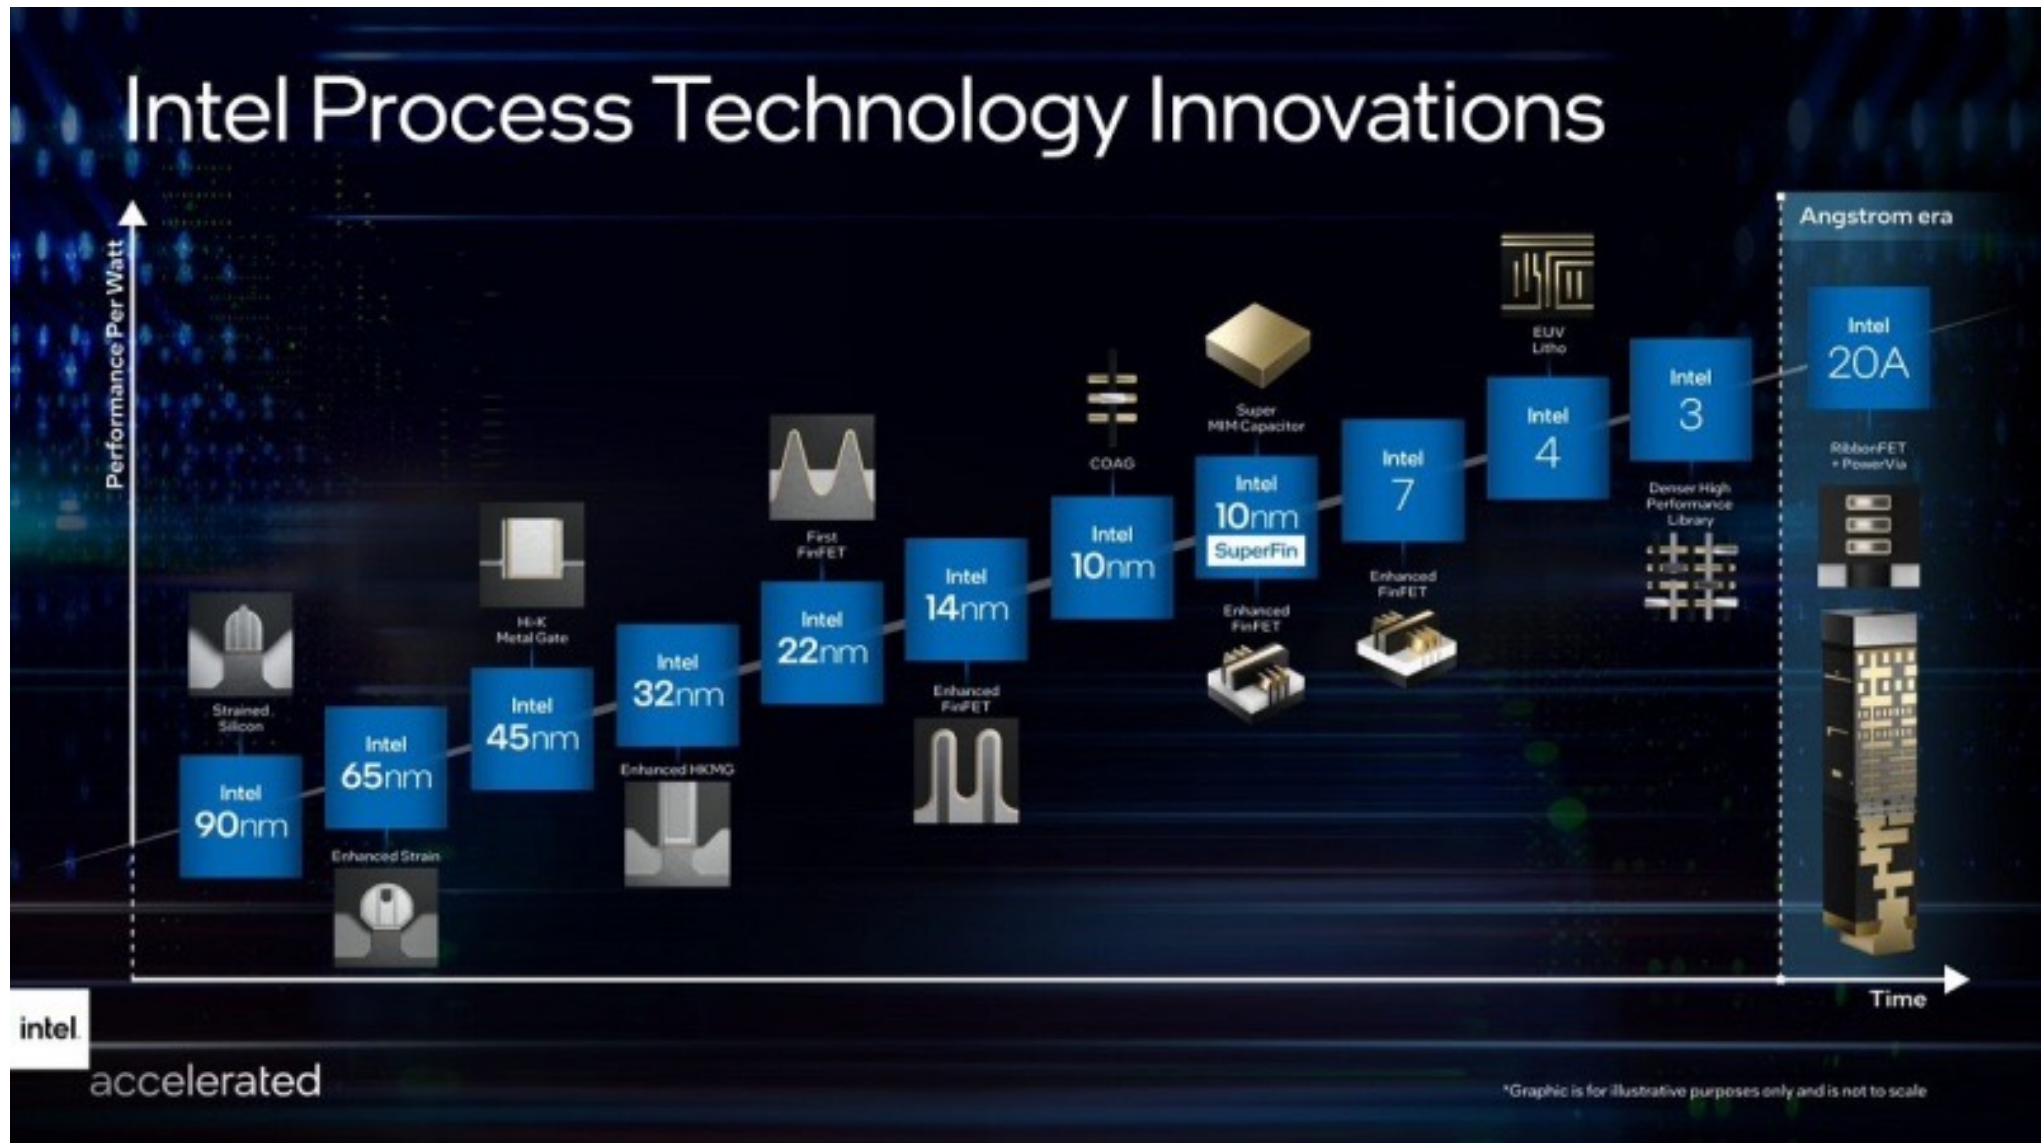 Intel Process Technology Innovations
Performance Per Watt
Angstrom era
Strained
Silicon
Intel
90nm
Intel
65nm
Enhanced Strain
Hi-K
Metal Gate
Intel
45nm
Intel
32nm
Enhanced HKMG
First
FinFET
Intel
22nm
Intel
14nm
Enhanced
FinFET
COAG
Intel
10nm
Super
MIM Capacitor
Intel
10nm
SuperFin
Enhanced
FinFET
Intel
7
Enhanced
FinFET
EUV
Litho
Intel
4
Intel
3
Denser High
Performance
Library
Intel
20A
RibbonFET
+ PowerVia
Time
intel.
accelerated
*Graphic is for illustrative purposes only and is not to scale